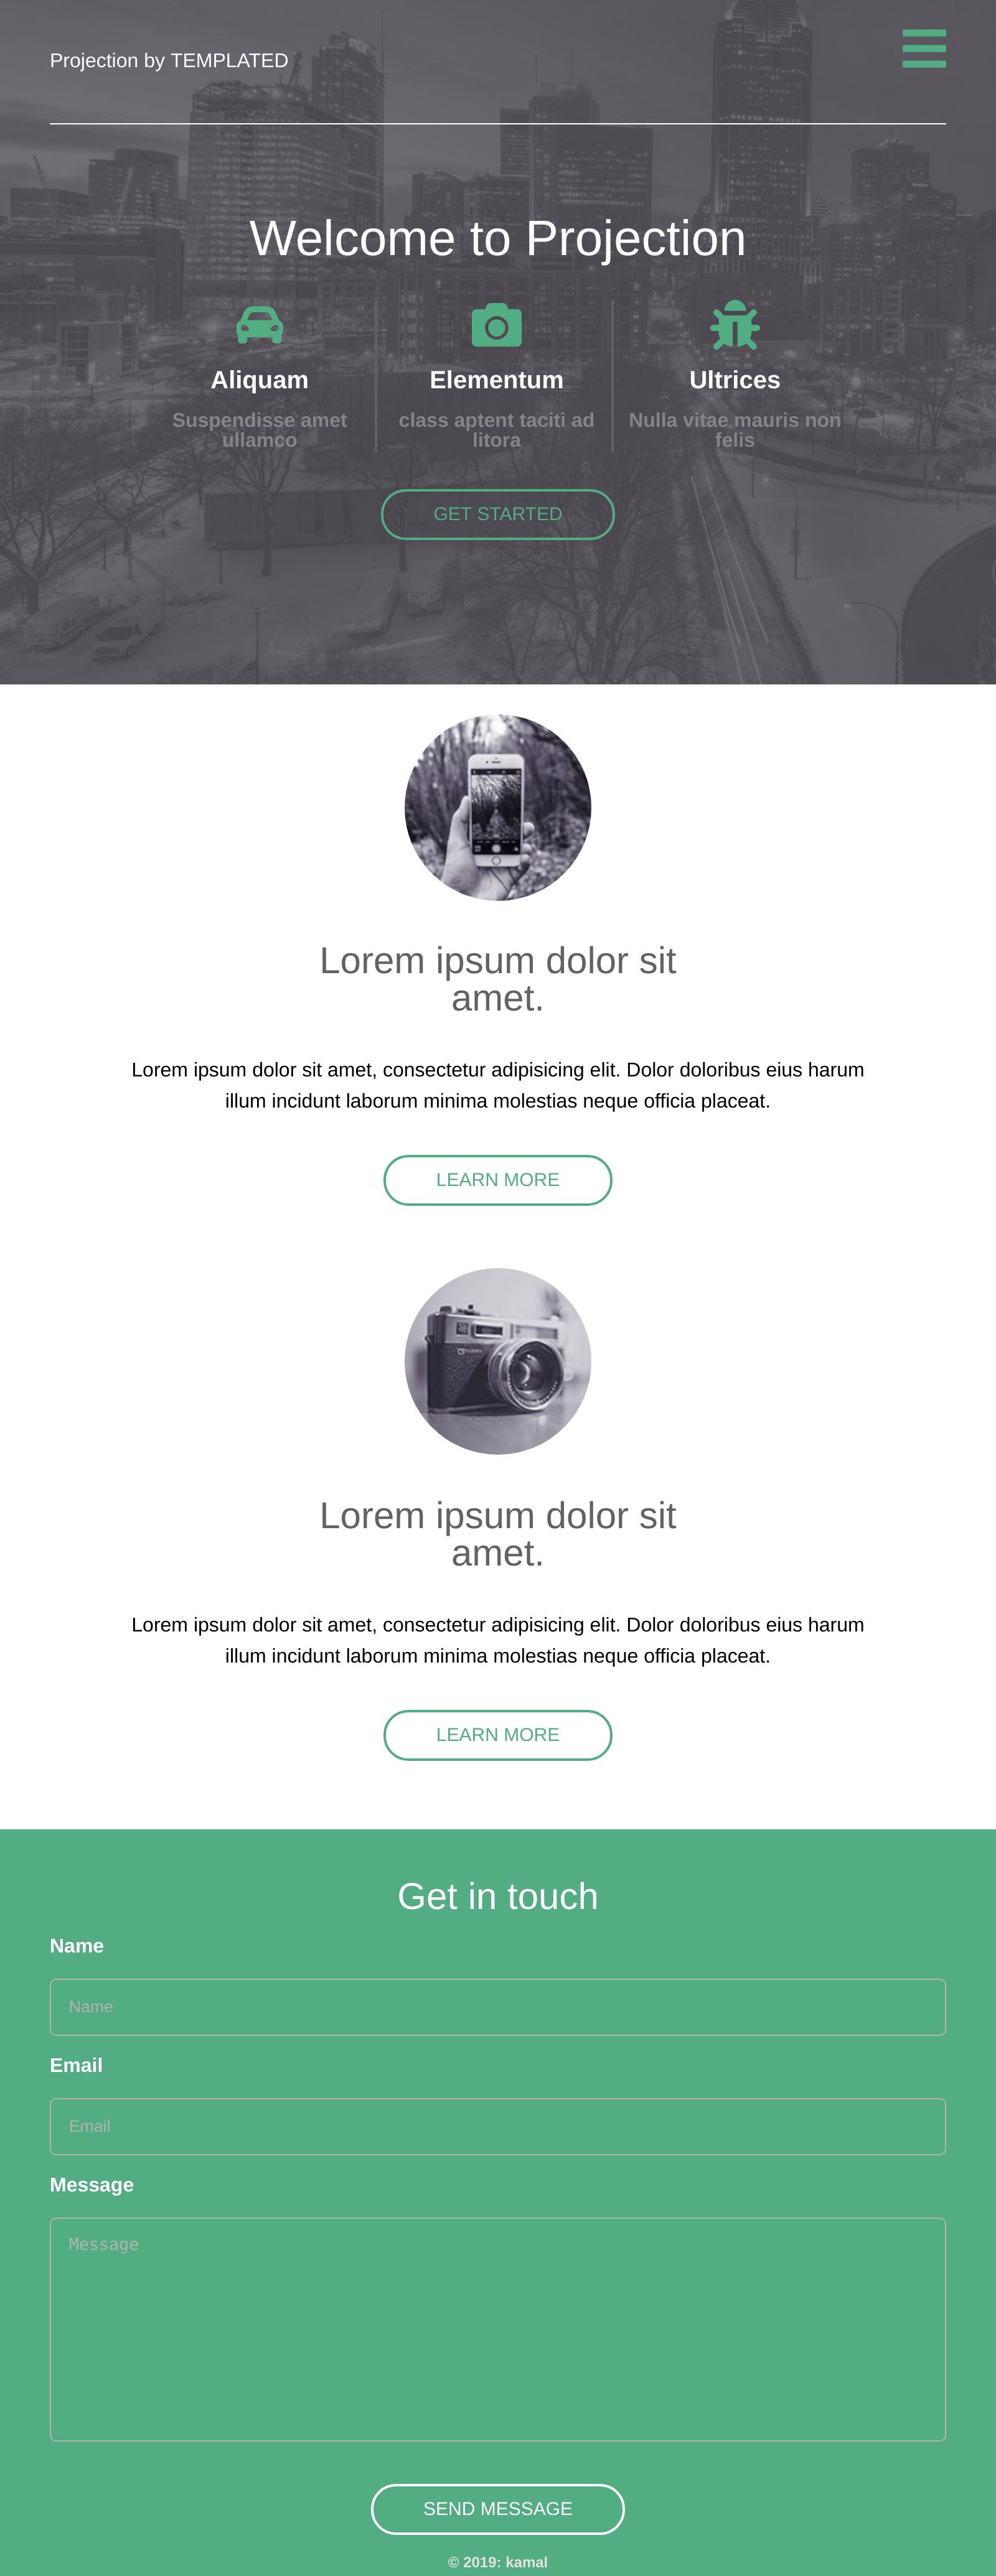 Projection by TEMPLATED
Welcome to Projection
Aliquam
Suspendisse amet
ullamco
Elementum
class aptent taciti ad
litora
Ultrices
Nulla vitae mauris non
felis
GET STARTED
Lorem ipsum dolor sit
amet.
Lorem ipsum dolor sit amet, consectetur adipisicing elit. Dolor doloribus eius harum
illum incidunt laborum minima molestias neque officia placeat.
LEARN MORE
Lorem ipsum dolor sit
amet.
Lorem ipsum dolor sit amet, consectetur adipisicing elit. Dolor doloribus eius harum
illum incidunt laborum minima molestias neque officia placeat.
LEARN MORE
Get in touch
Name
Name
Email
Email
Message
Message
SEND MESSAGE
© 2019: kamal